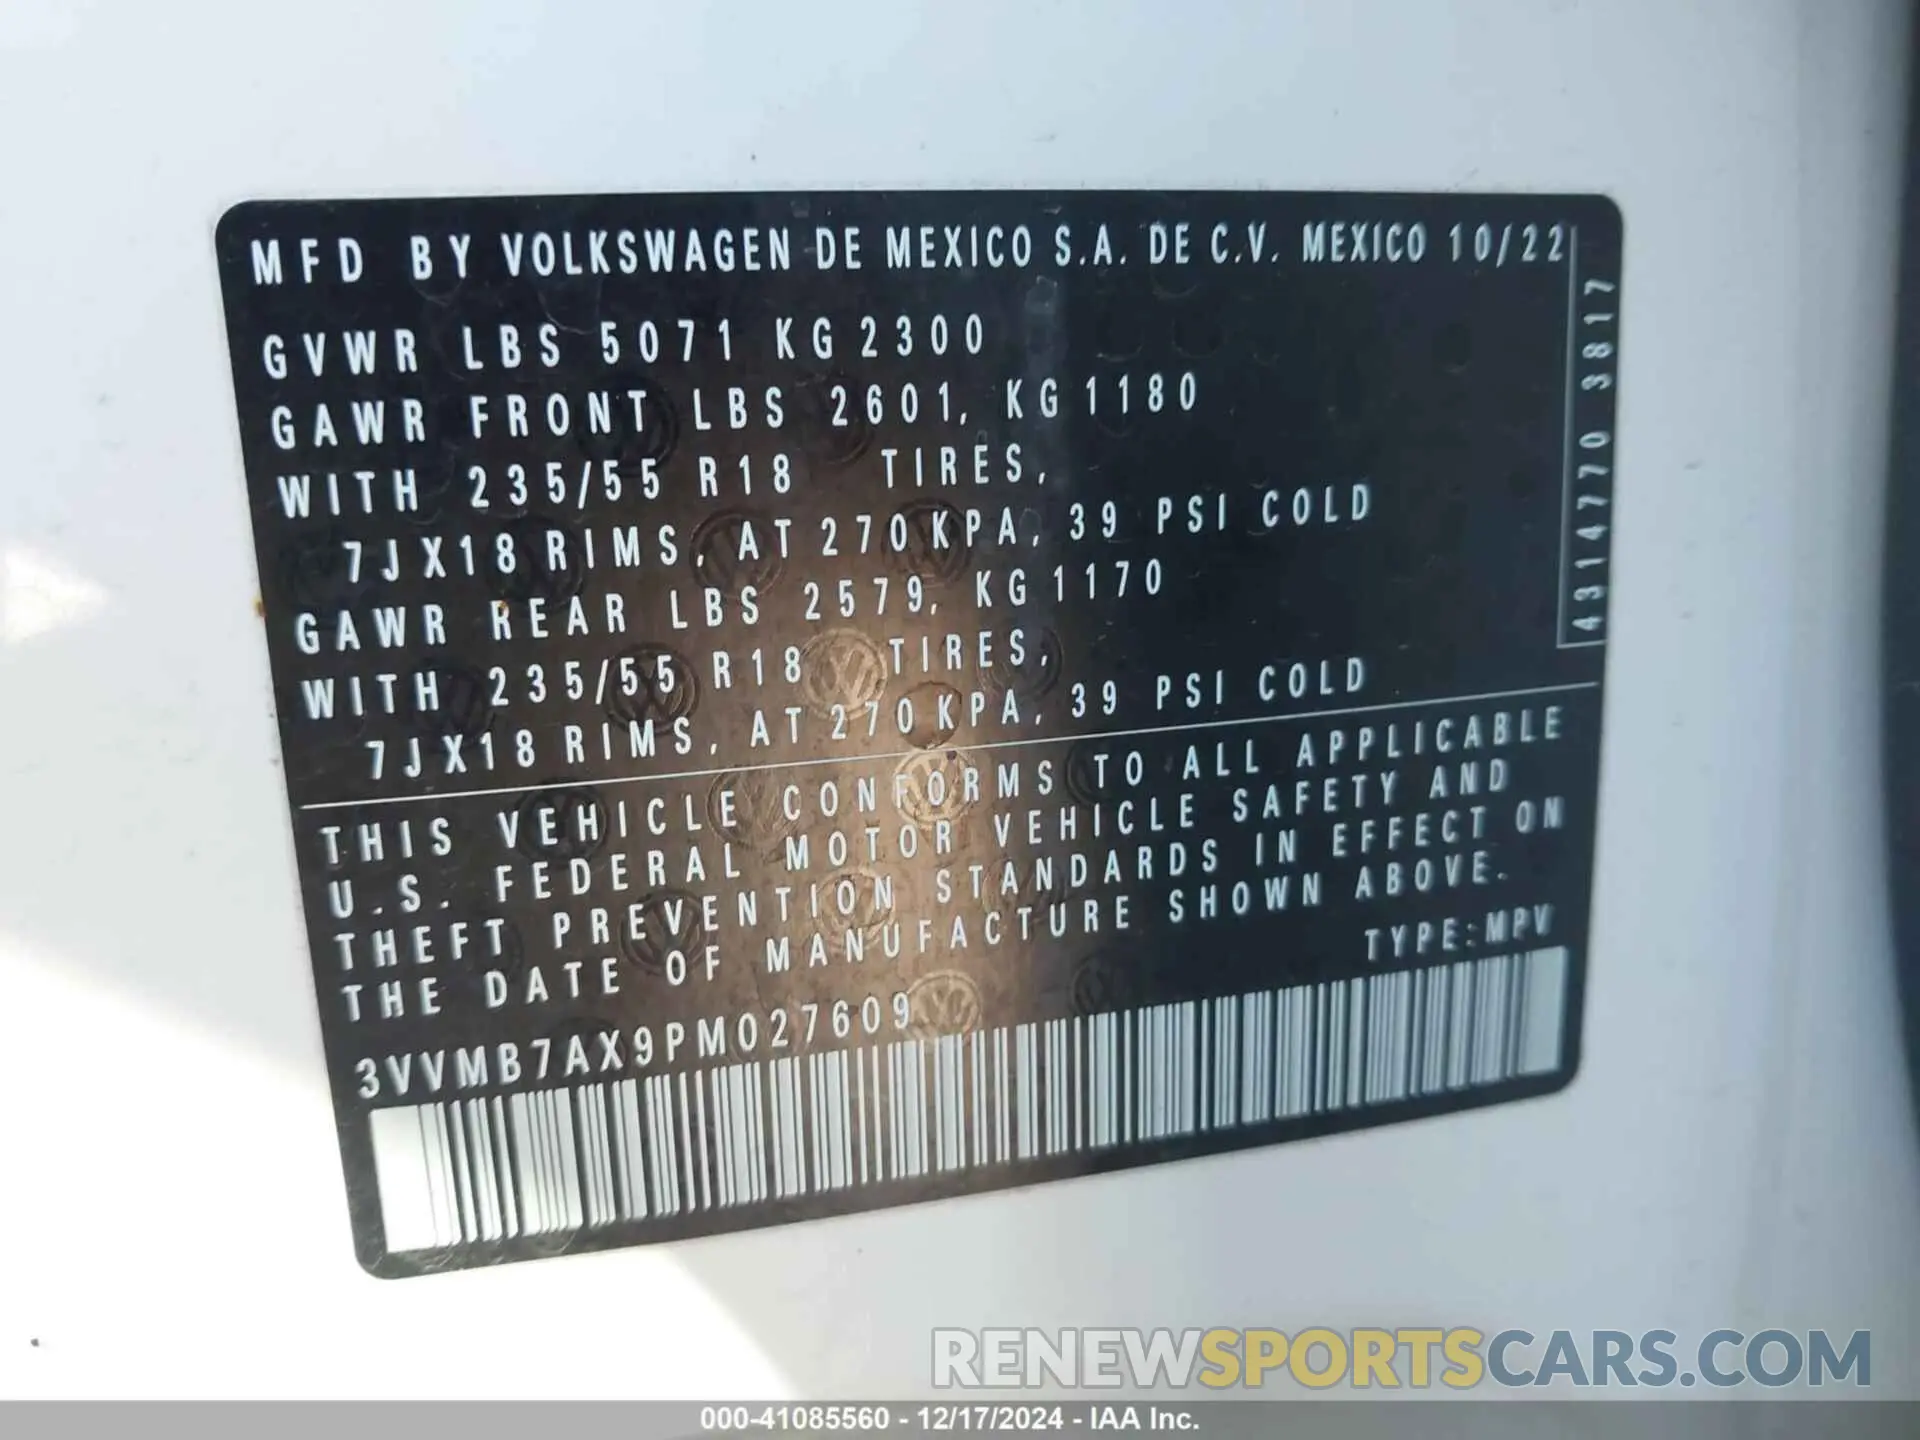 MFD BY VOLKSWAGEN DE MEXICO S.A. DE C.V. MEXICO 10/22
4314770 3817
GVWR LBS 5071 KG 2300
GAWR FRONT LBS 2601, KG 1180
WITH 235/55 R18 TIRES,
7JX18 RIMS, AT 270 KPA, 39 PSI COLD
GAWR REAR LBS 2579, KG 1170
WITH 235/55 R18 TIRES,
7JX18 RIMS, AT 270 KPA, 39 PSI COLD
THIS VEHICLE CONFORMS TO ALL APPLICABLE
U.S. FEDERAL MOTOR VEHICLE SAFETY AND
THEFT PREVENTION STANDARDS IN EFFECT ON
THE DATE OF MANUFACTURE SHOWN ABOVE.
TYPE: MPV
3VVMB7AX9PM027609
RENEWSPORTSCARS.COM
000-41085560 - 12/17/2024 - IAA Inc.